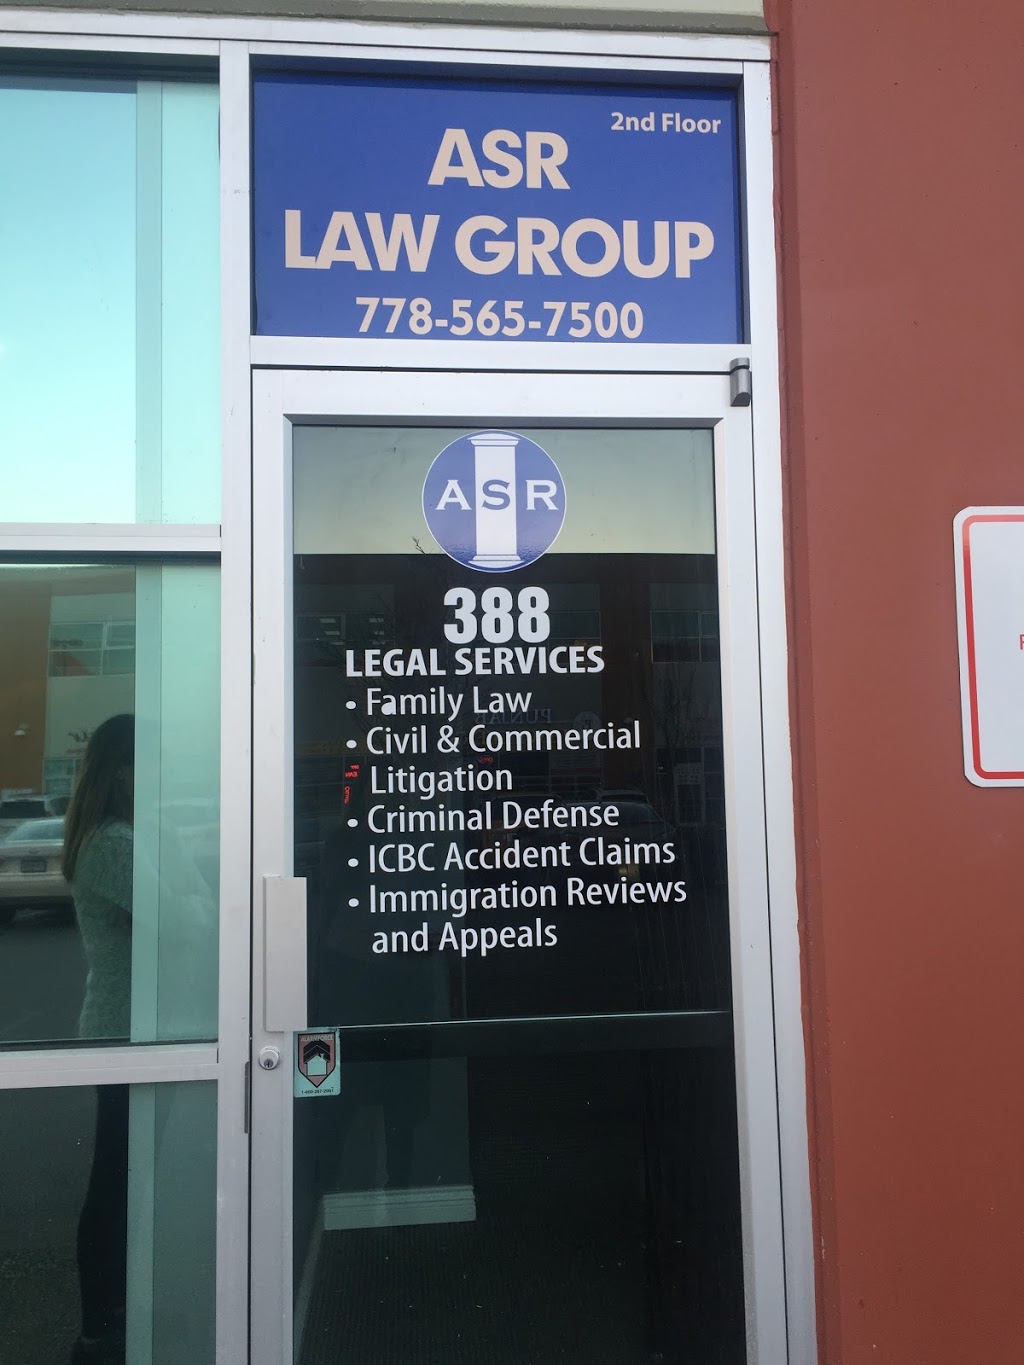 2nd Floor
ASR
LAW GROUP
778-565-7500
ASR
388
LEGAL SERVICES
• Family Law
• Civil & Commercial
Litigation
• Criminal Defense
• ICBC Accident Claims
• Immigration Reviews
and Appeals
ALARMFORCE